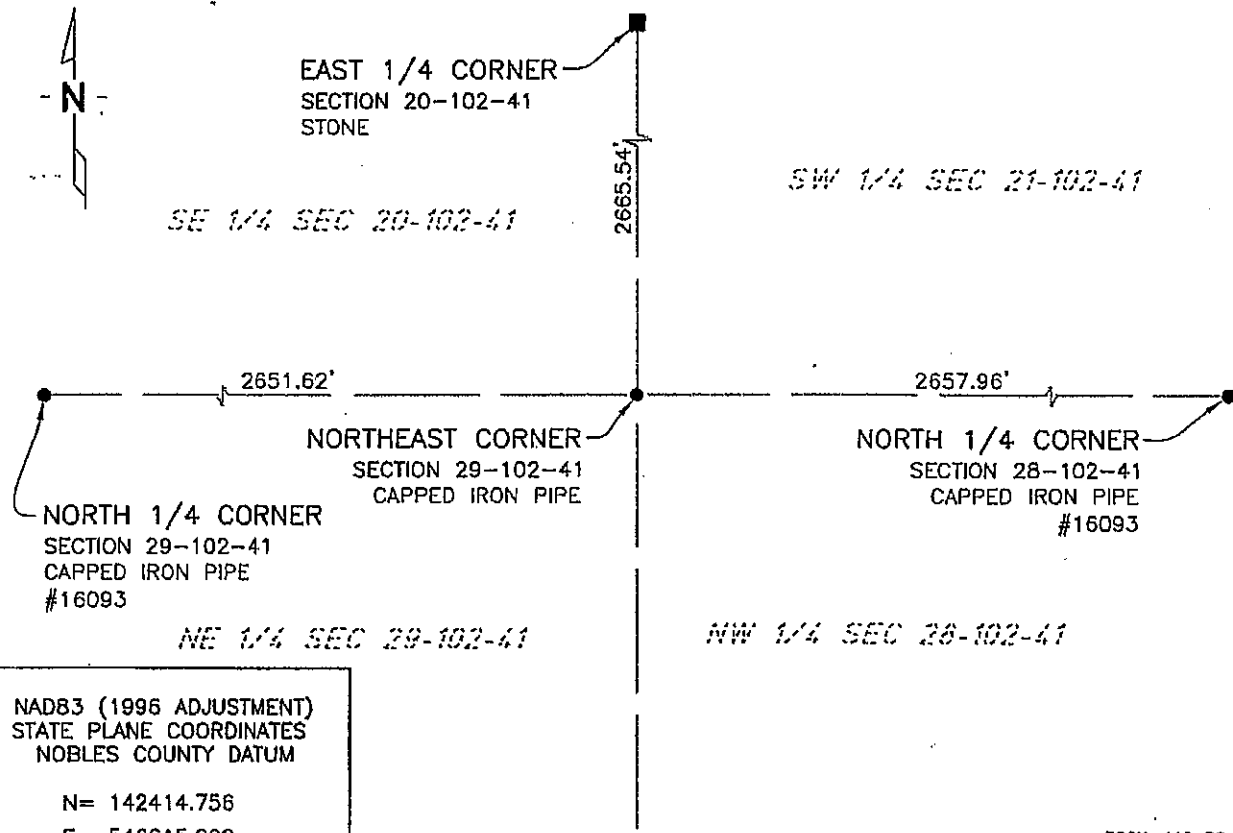 N
EAST 1/4 CORNER
SECTION 20-102-41
STONE
2665.54'
SW 1/4 SEC 21-102-41
SE 1/4 SEC 20-102-41
2651.62'
2657.96'
NORTHEAST CORNER
SECTION 29-102-41
CAPPED IRON PIPE
NORTH 1/4 CORNER
SECTION 28-102-41
CAPPED IRON PIPE
#16093
NORTH 1/4 CORNER
SECTION 29-102-41
CAPPED IRON PIPE
#16093
NE 1/4 SEC 29-102-41
NW 1/4 SEC 28-102-41
NAD83 (1996 ADJUSTMENT)
STATE PLANE COORDINATES
NOBLES COUNTY DATUM
N= 142414.756